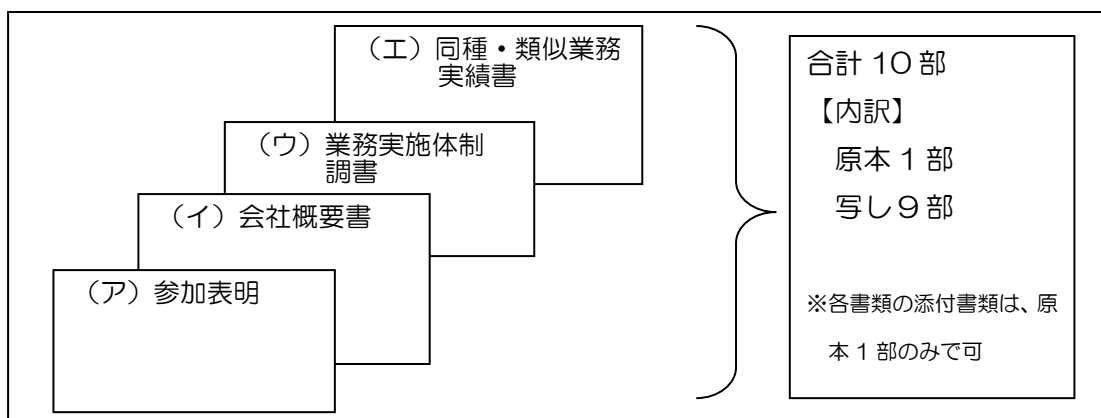 （エ）同種・類似業務
実績書
（ウ）業務実施体制
調書
（イ）会社概要書
（ア）参加表明
合計 10 部
【内訳】
原本 1 部
写し 9 部
※各書類の添付書類は、原
本 1 部のみで可